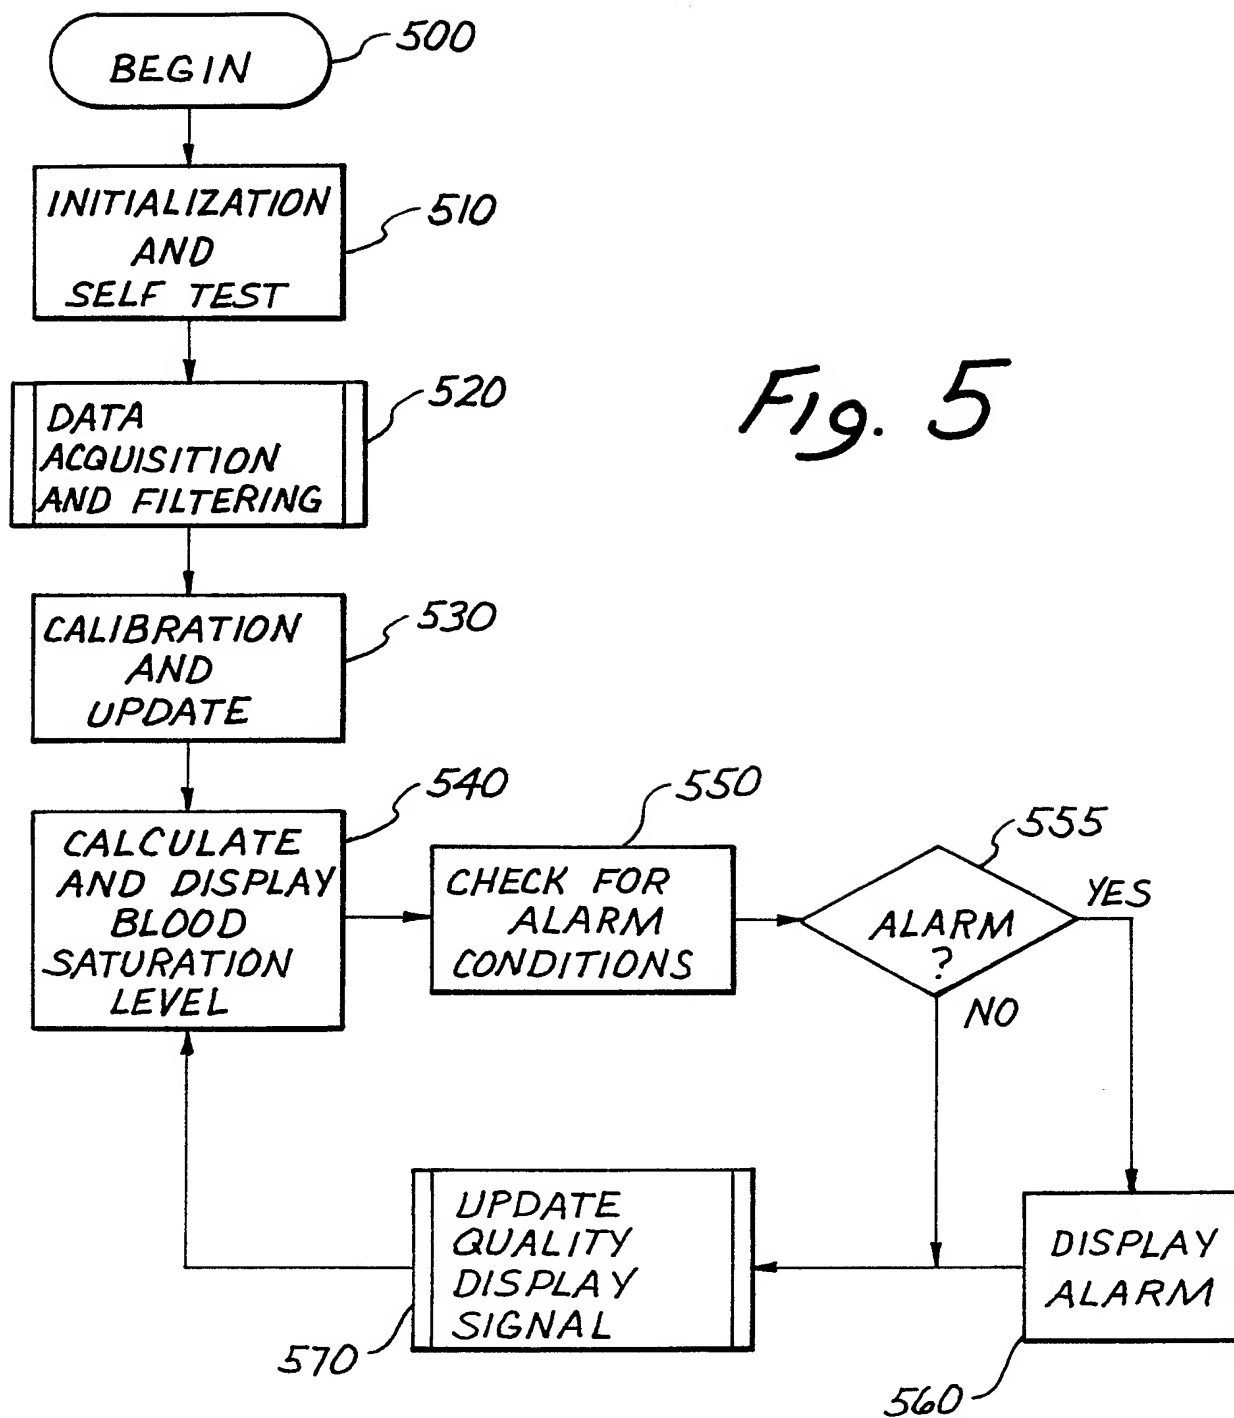 BEGIN
500
INITIALIZATION
AND
SELF TEST
510
Fig. 5
DATA
ACQUISITION
AND FILTERING
520
CALIBRATION
AND
UPDATE
530
CALCULATE
AND DISPLAY
BLOOD
SATURATION
LEVEL
540
CHECK FOR
ALARM
CONDITIONS
550
ALARM
?
555
YES
NO
UPDATE
QUALITY
DISPLAY
SIGNAL
570
DISPLAY
ALARM
560